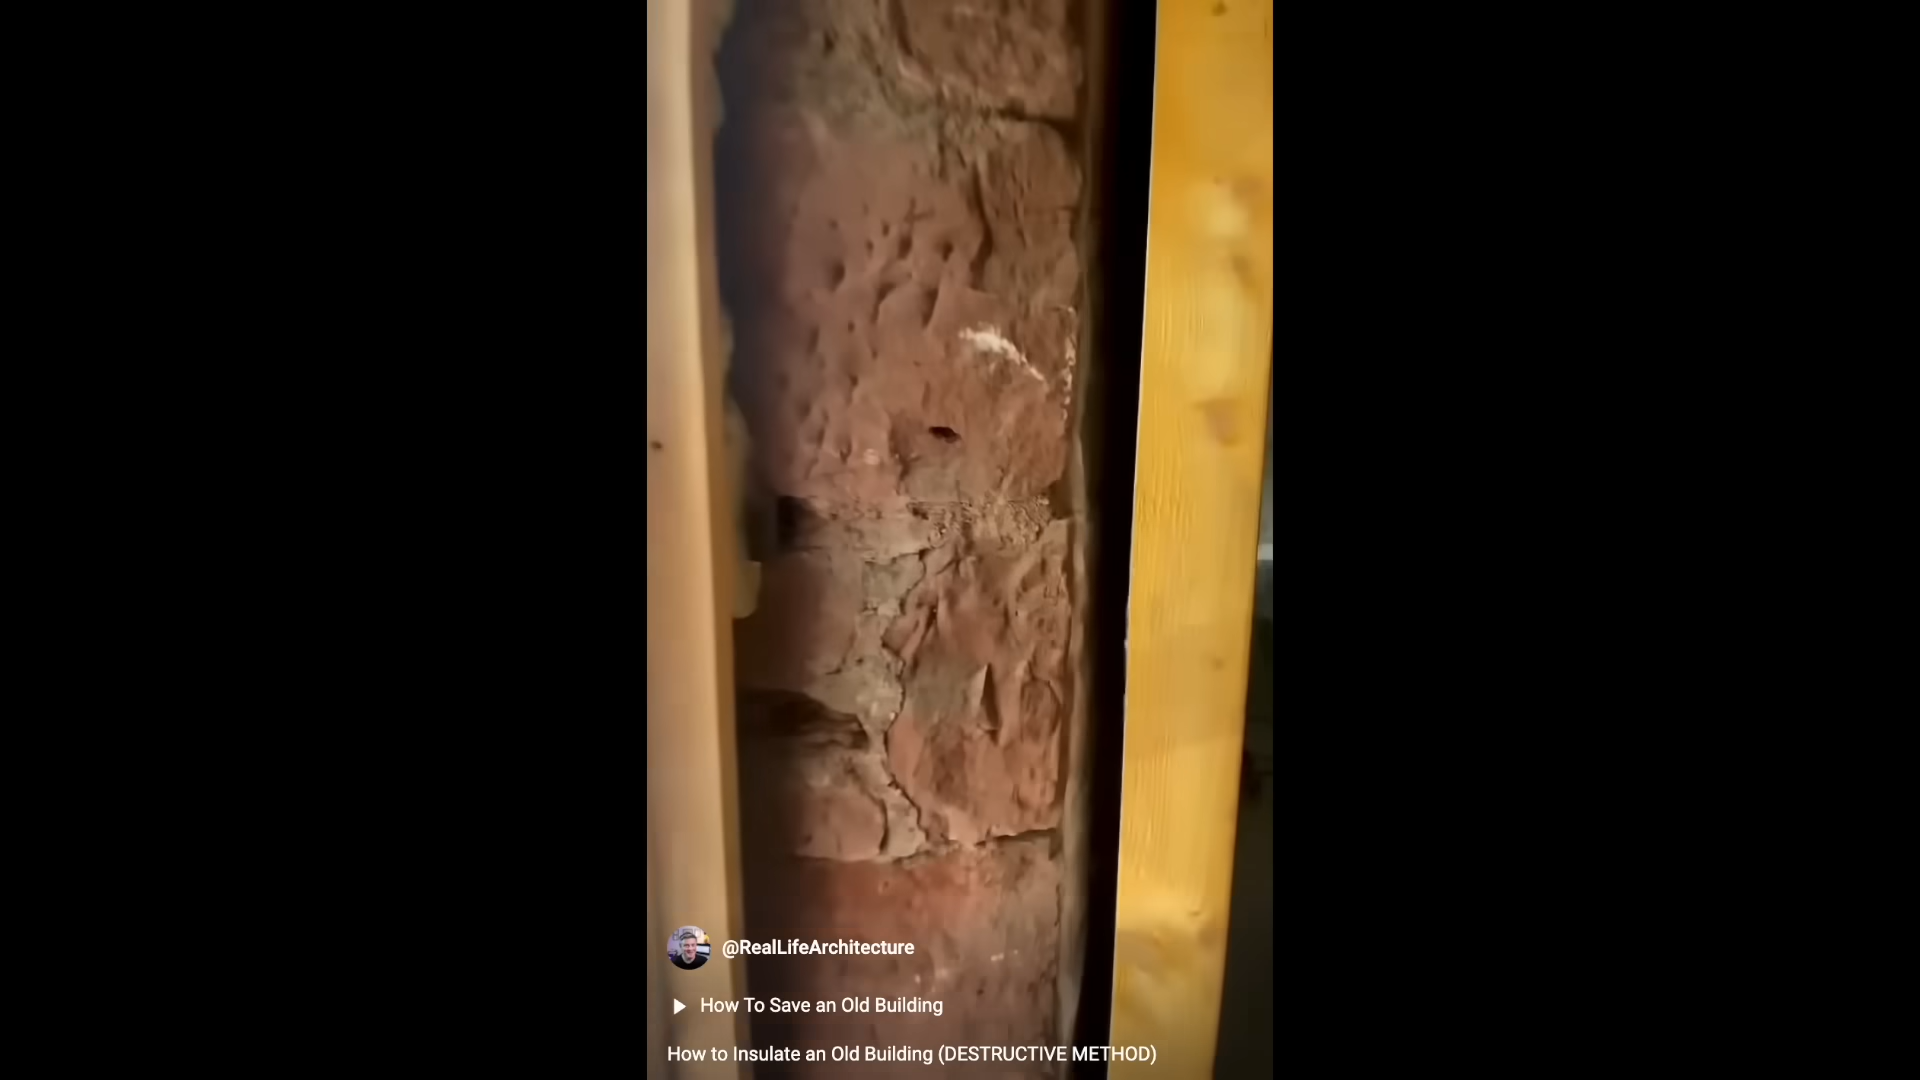 @RealLifeArchitecture
How To Save an Old Building
How to Insulate an Old Building (DESTRUCTIVE METHOD)